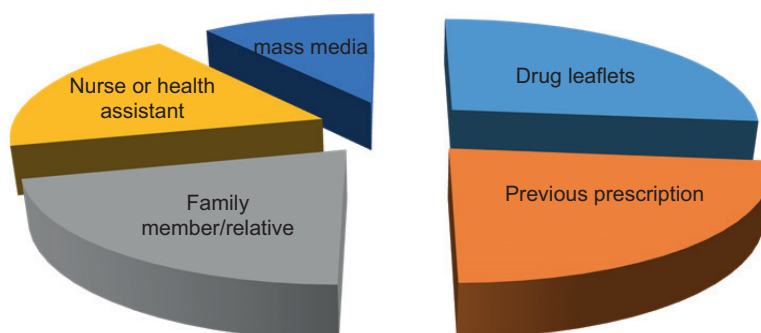 mass media
Drug leaflets
Nurse or health
assistant
Previous prescription
Family
member/relative